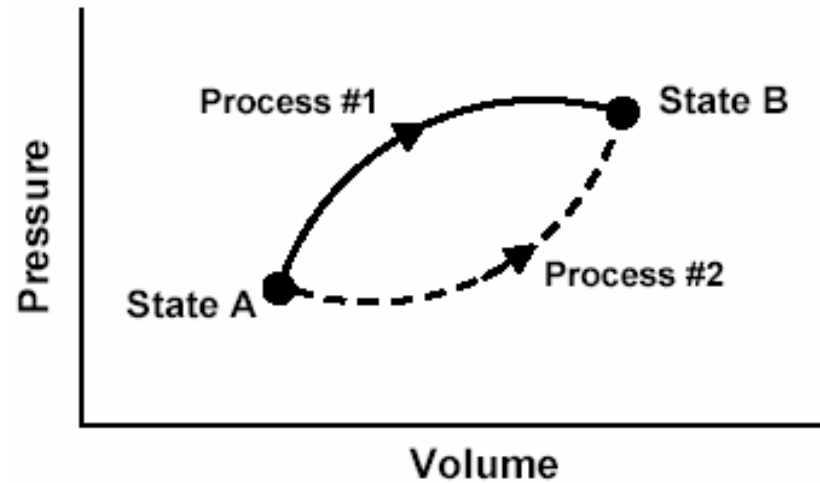 Process #1
State B
Pressure
State A
Process #2
Volume